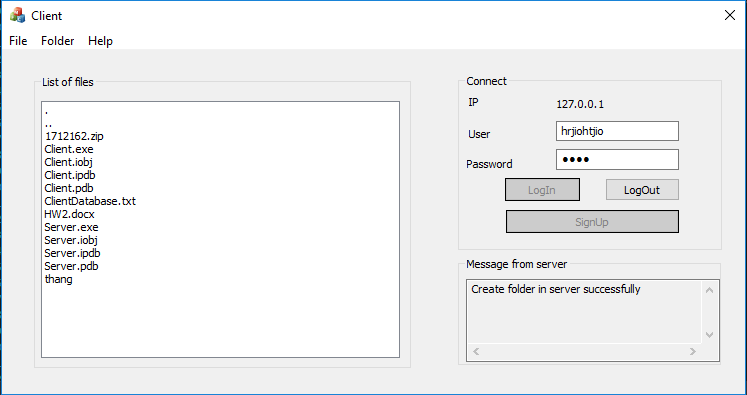 Client
File Folder Help
List of files
.
..
1712162.zip
Client.exe
Client.iobj
Client.ipdb
Client.pdb
ClientDatabase.txt
HW2.docx
Server.exe
Server.iobj
Server.ipdb
Server.pdb
thang
Connect
IP 127.0.0.1
User hrjiohtjio
Password ●●●●
LogIn LogOut
SignUp
Message from server
Create folder in server successfully